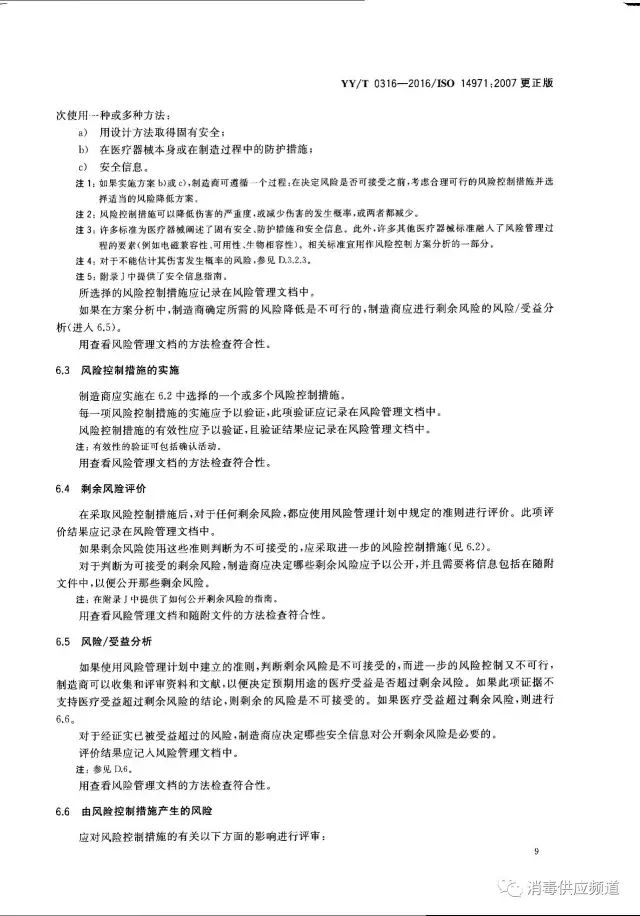 YY/T 0316—2016/ISO 14971:2007更正版
次使用一种或多种方法:
a) 用设计方法取得固有安全;
b) 在医疗器械本身或在制造过程中的防护措施;
c) 安全信息。
注1:如果实施方案b)或c),制造商可遵循一个过程:在决定风险是否可接受之前,考虑合理可行的风险控制措施并选
择适当的风险降低方案。
注2:风险控制措施可以降低伤害的严重度,或减少伤害的发生概率,或两者都减少。
注3:许多标准为医疗器械阐述了固有安全、防护措施和安全信息。此外,许多其他医疗器械标准融入了风险管理过
程的要素(例如电磁兼容性、可用性、生物相容性)。相关标准宜用作风险控制方案分析的一部分。
注4:对于不能估计其伤害发生概率的风险,参见D.3.2.3。
注5:附录J中提供了安全信息指南。
所选择的风险控制措施应记录在风险管理文档中。
如果在方案分析中,制造商确定所需的风险降低是不可行的,制造商应进行剩余风险的风险/受益分
析(进入6.5)。
用查看风险管理文档的方法检查符合性。
6.3 风险控制措施的实施
制造商应实施在6.2中选择的一个或多个风险控制措施。
每一项风险控制措施的实施应予以验证,此项验证应记录在风险管理文档中。
风险控制措施的有效性应予以验证,且验证结果应记录在风险管理文档中。
注:有效性的验证可包括确认活动。
用查看风险管理文档的方法检查符合性。
6.4 剩余风险评价
在采取风险控制措施后,对于任何剩余风险,都应使用风险管理计划中规定的准则进行评价。此项评
价结果应记录在风险管理文档中。
如果剩余风险使用这些准则判断为不可接受的,应采取进一步的风险控制措施(见6.2)。
对于判断为可接受的剩余风险,制造商应决定哪些剩余风险应予以公开,并且需要将信息包括在随附
文件中,以便公开那些剩余风险。
注:在附录J中提供了如何公开剩余风险的指南。
用查看风险管理文档和随附文件的方法检查符合性。
6.5 风险/受益分析
如果使用风险管理计划中建立的准则,判断剩余风险是不可接受的,而进一步的风险控制又不可行,
制造商可以收集和评审资料和文献,以便决定预期用途的医疗受益是否超过剩余风险。如果此项证据不
支持医疗受益超过剩余风险的结论,则剩余的风险是不可接受的。如果医疗受益超过剩余风险,则进行
6.6。
对于经证实已被受益超过的风险,制造商应决定哪些安全信息对公开剩余风险是必要的。
评价结果应记入风险管理文档中。
注:参见D.6。
用查看风险管理文档的方法检查符合性。
6.6 由风险控制措施产生的风险
应对风险控制措施的有关以下方面的影响进行评审:
9
消毒供应频道